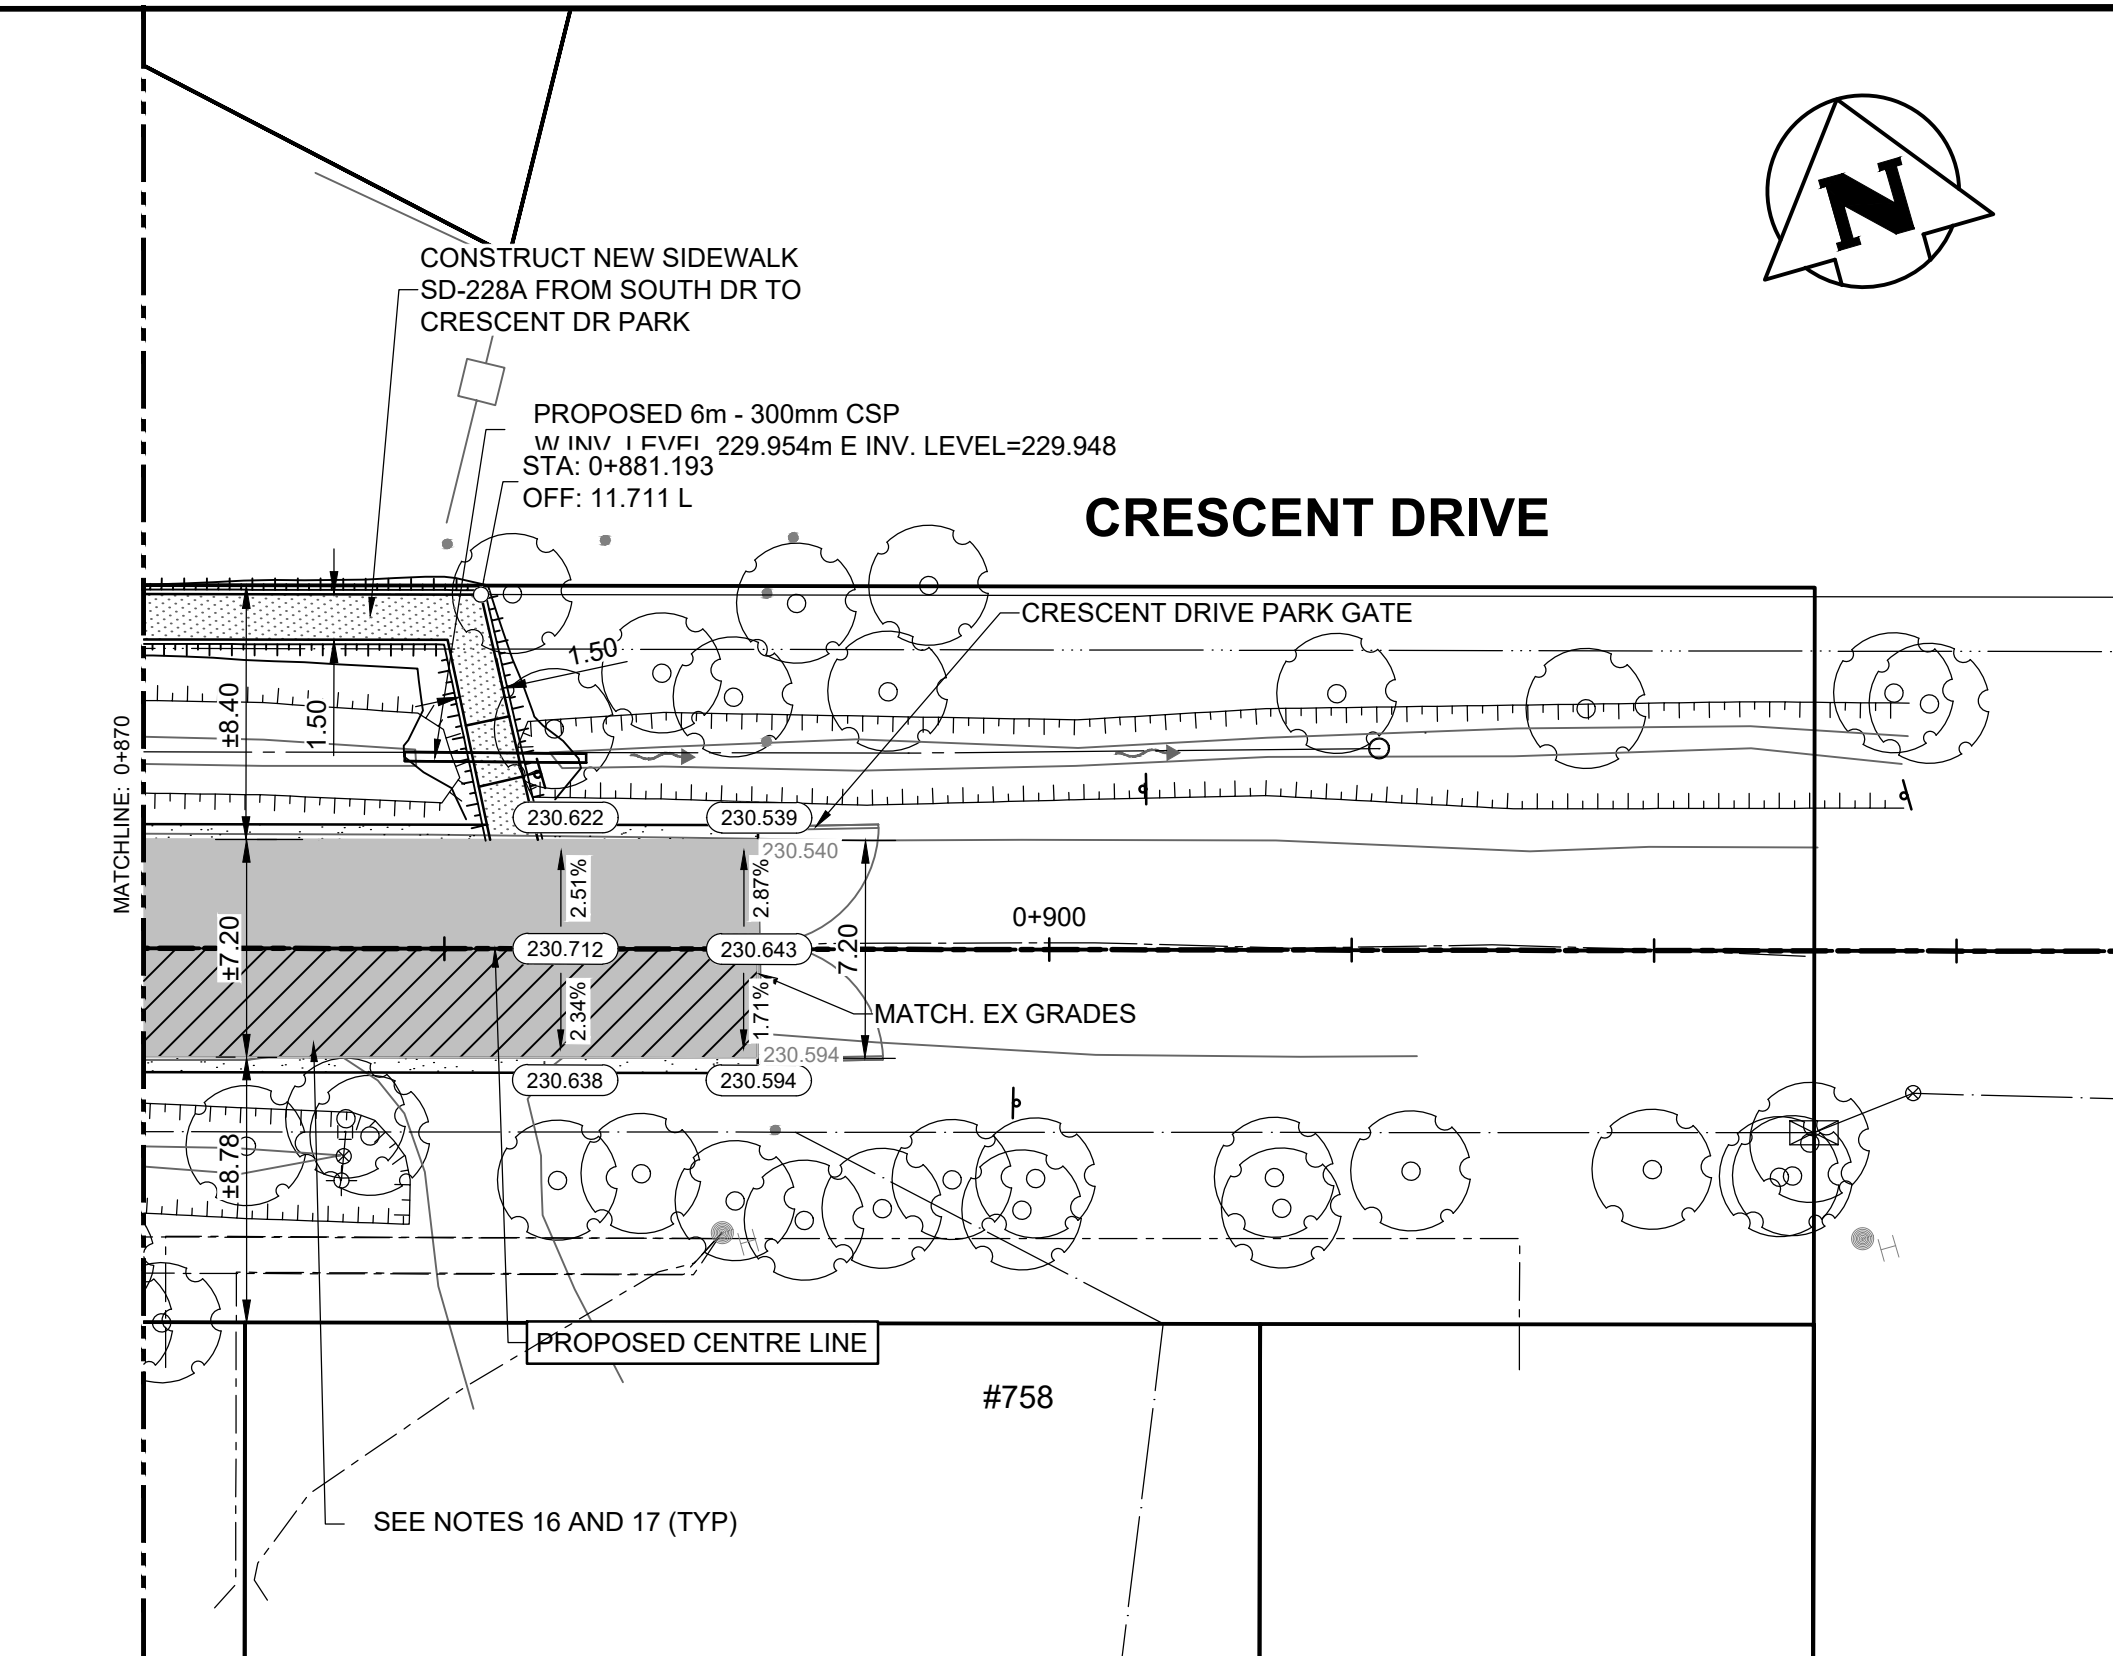 N
CONSTRUCT NEW SIDEWALK
SD-228A FROM SOUTH DR TO
CRESCENT DR PARK
PROPOSED 6m - 300mm CSP
W INV. LEVEL 229.954m E INV. LEVEL=229.948
STA: 0+881.193
OFF: 11.711 L
CRESCENT DRIVE
CRESCENT DRIVE PARK GATE
1.50
±8.40
1.50
MATCHLINE: 0+870
230.622
230.539
230.540
2.51%
2.87%
0+900
±7.20
230.712
230.643
7.20
2.34%
1.71%
MATCH. EX GRADES
230.594
230.638
230.594
±8.78
H
H
PROPOSED CENTRE LINE
#758
SEE NOTES 16 AND 17 (TYP)